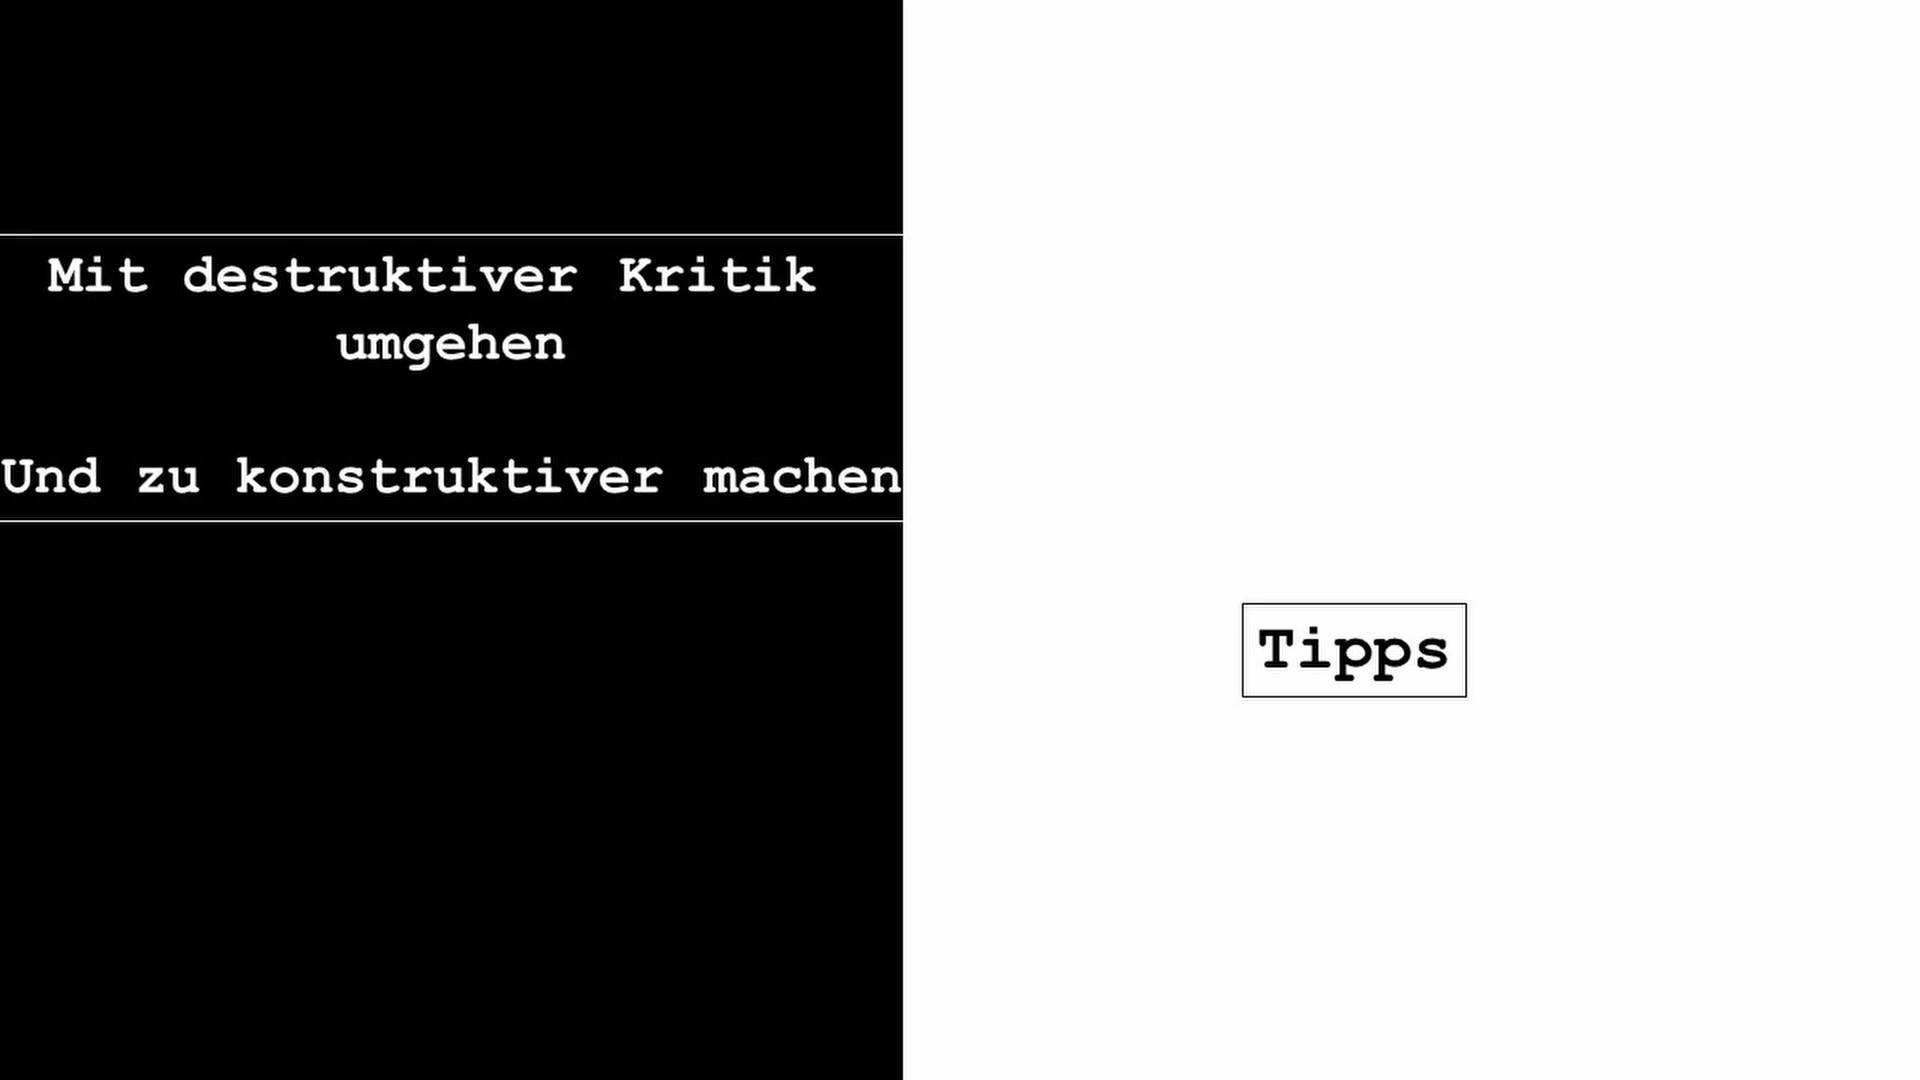 Mit destruktiver Kritik
umgehen
Und zu konstruktiver machen
Tipps